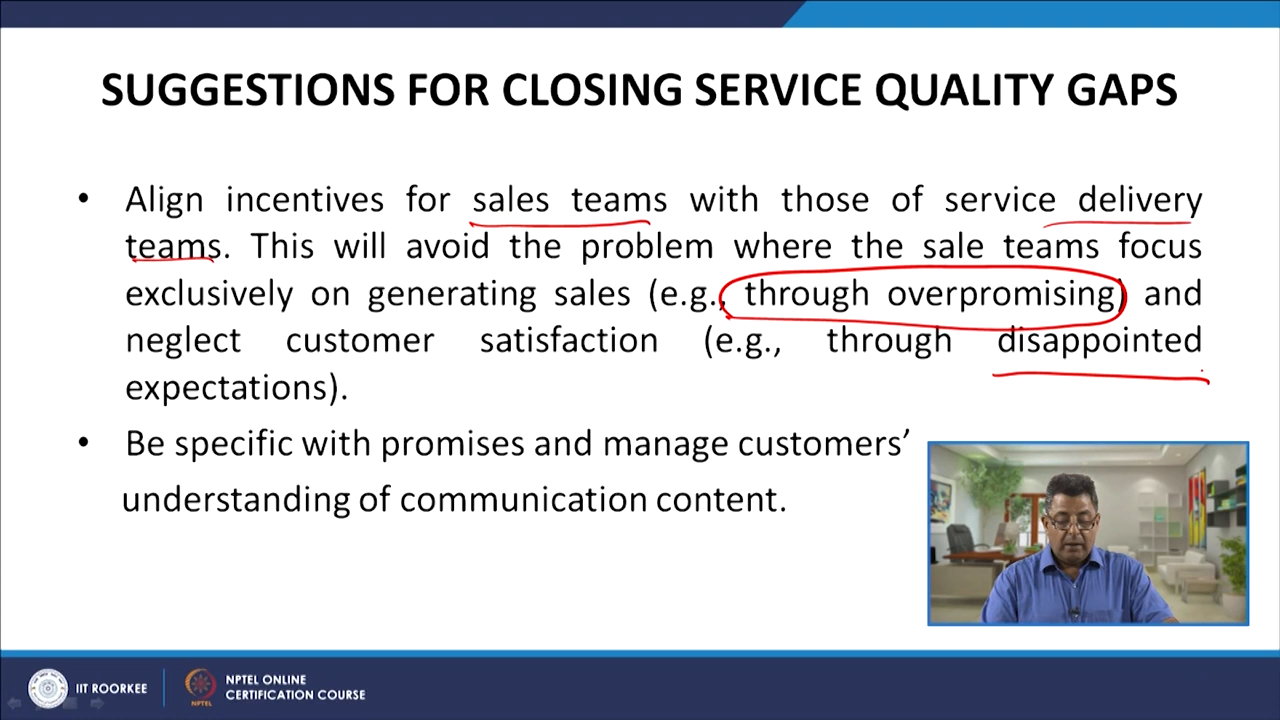 SUGGESTIONS FOR CLOSING SERVICE QUALITY GAPS
• Align incentives for sales teams with those of service delivery
teams. This will avoid the problem where the sale teams focus
exclusively on generating sales (e.g., through overpromising) and
neglect customer satisfaction (e.g., through disappointed
expectations).
• Be specific with promises and manage customers’
understanding of communication content.
IIT ROORKEE
NPTEL
NPTEL ONLINE
CERTIFICATION COURSE